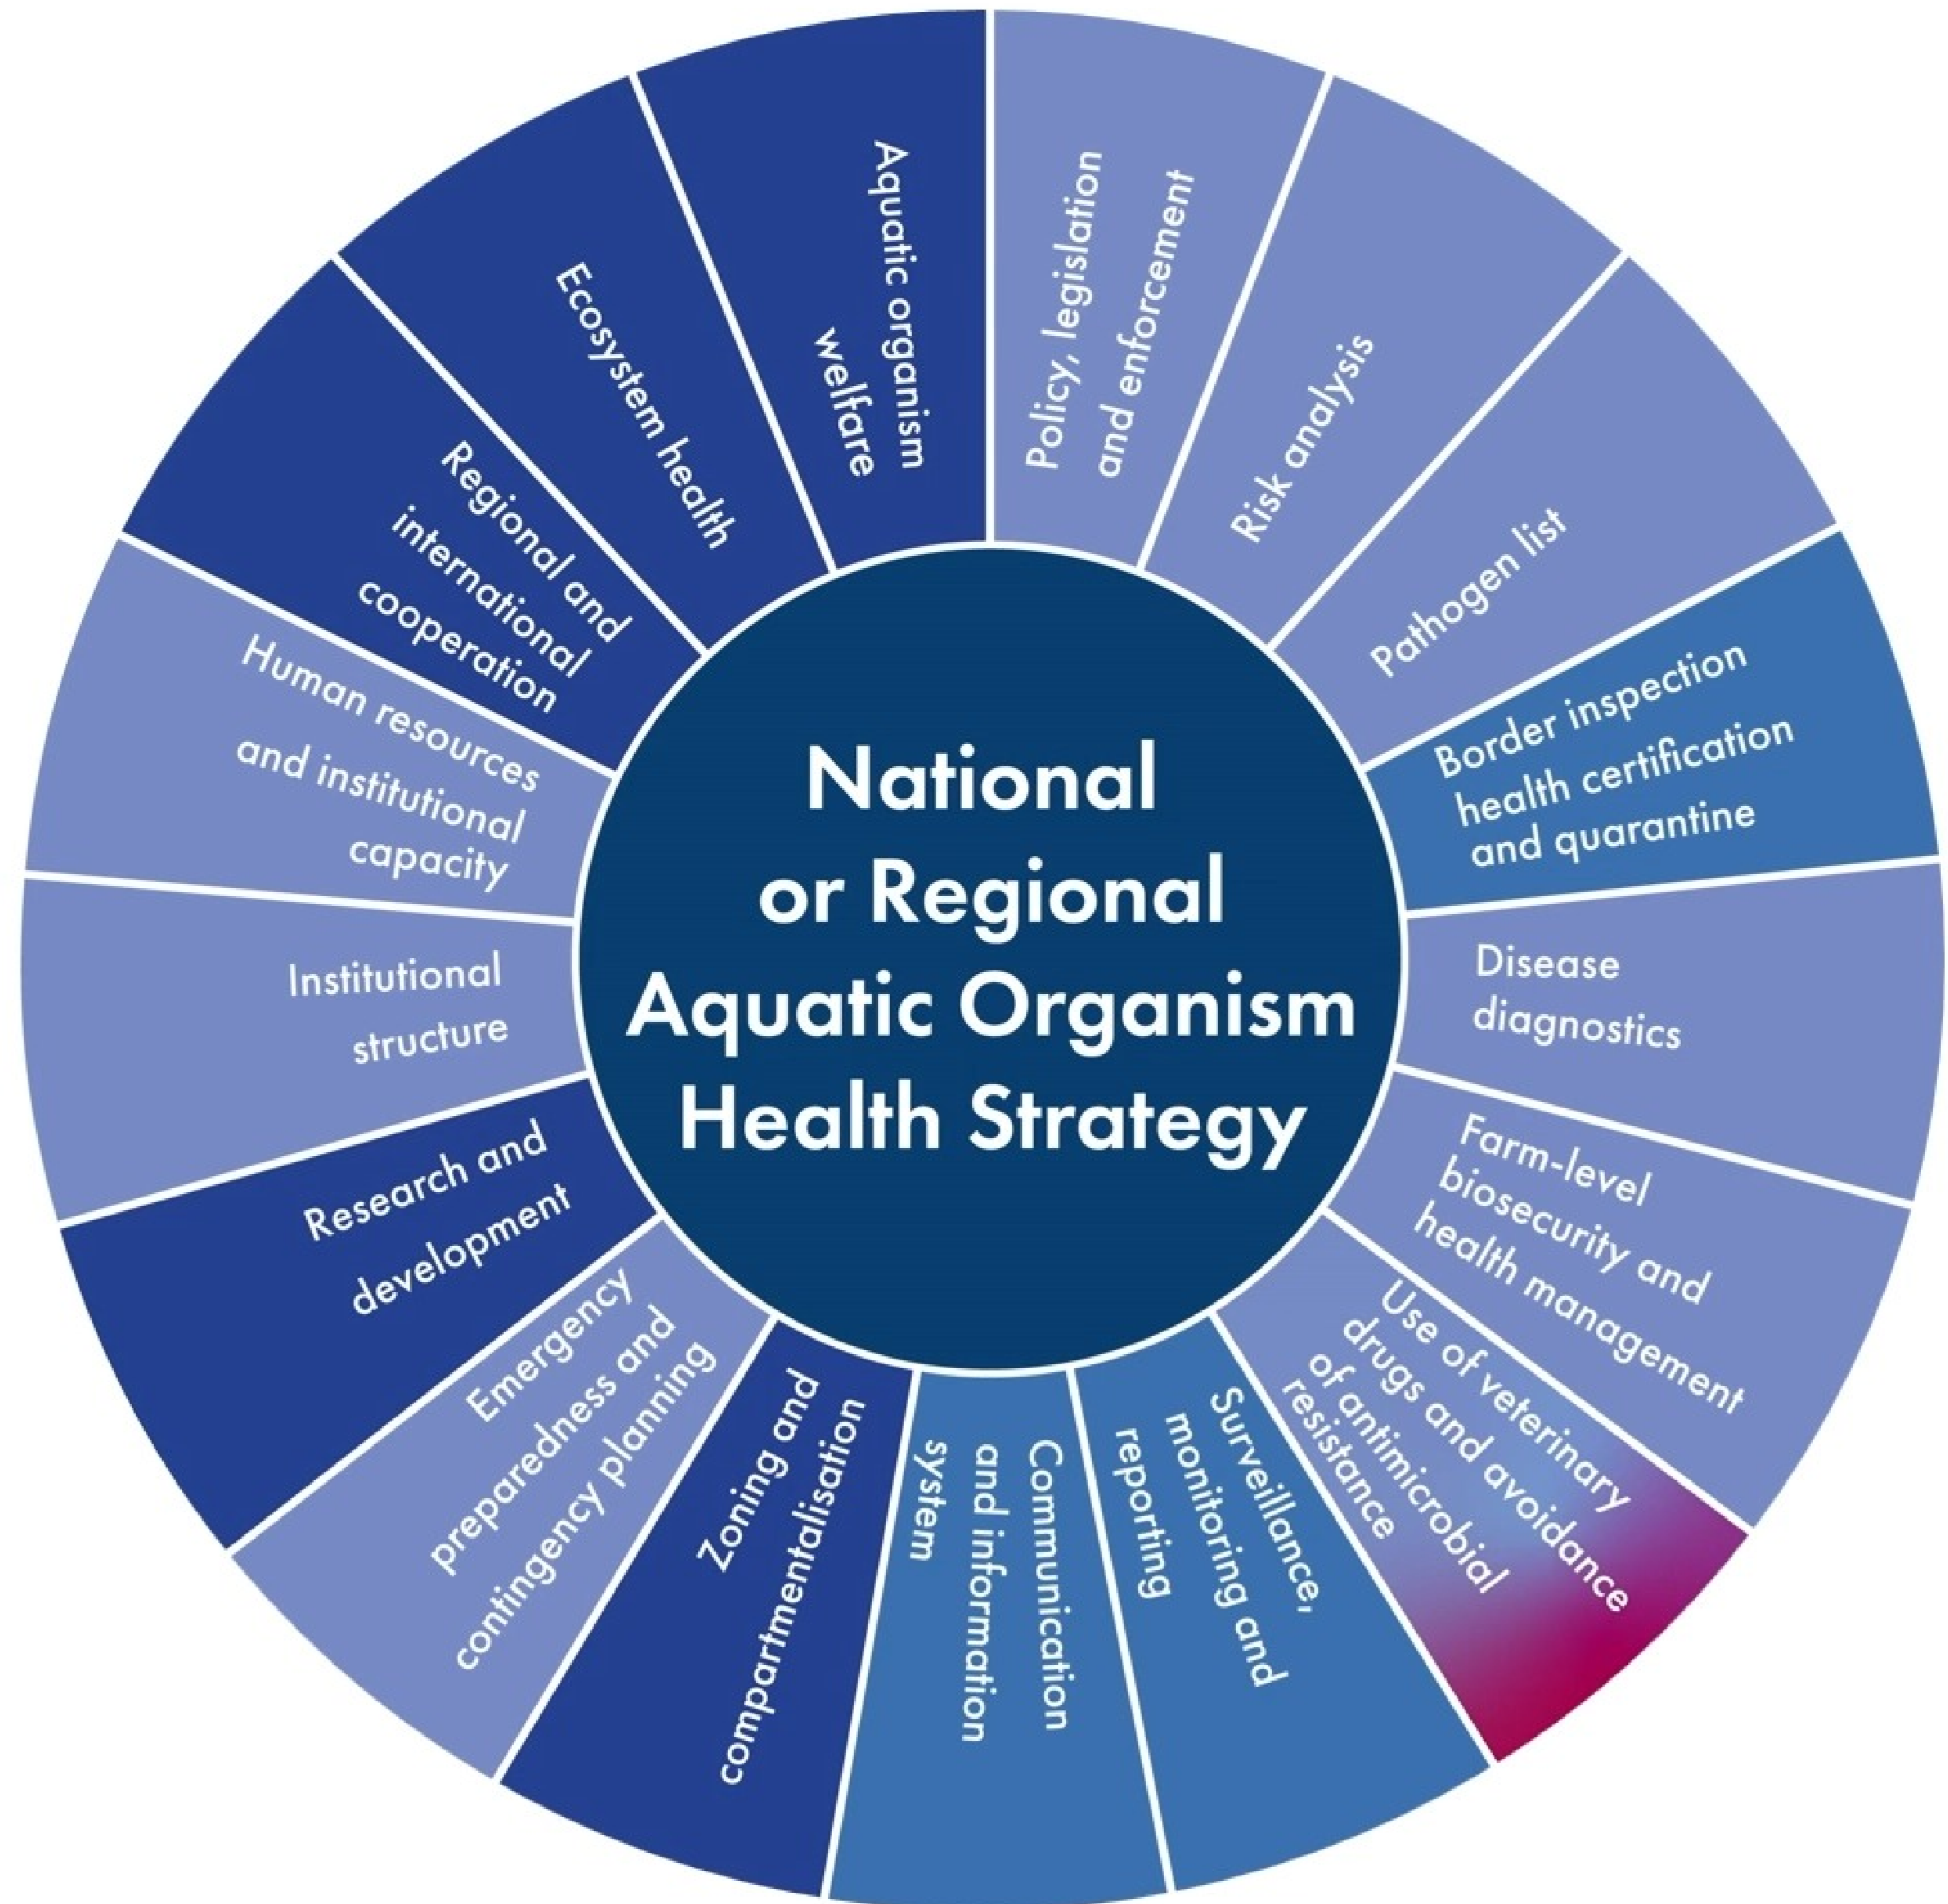 National
or Regional
Aquatic Organism
Health Strategy
Policy, legislation
and enforcement
Risk analysis
Pathogen list
Border inspection
health certification
and quarantine
Disease
diagnostics
Farm-level
biosecurity and
health management
Use of veterinary
drugs and avoidance
of antimicrobial
resistance
Surveillance,
monitoring and
reporting
Communication
and information
system
Zoning and
compartmentalisation
Emergency
preparedness and
contingency planning
Research and
development
Institutional
structure
Human resources
and institutional
capacity
Regional and
international
cooperation
Ecosystem health
Aquatic organism
welfare